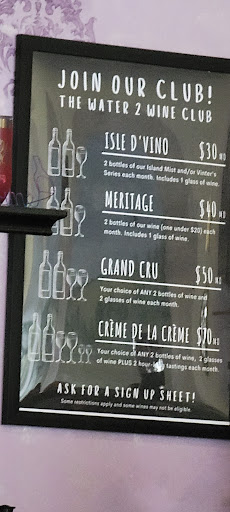 JOIN OUR CLUB!
THE WATER 2 WINE CLUB
ISLE D'VINO $30 MO
2 bottles of our Island Mist and/or Vinter's
Series each month. Includes 1 glass of wine.
MERITAGE $40 MO
2 bottles of our wine (one under $20) each
month. Includes 1 glass of wine.
GRAND CRU $50 MO
Your choice of ANY 2 bottles of wine and
2 glasses of wine each month.
CRÈME DE LA CRÈME $70 MO
Your choice of ANY 2 bottles of wine, 2 glasses
of wine PLUS 2 tastings each month.
ASK FOR A SIGN UP SHEET!
Some restrictions apply and some wines may not be eligible.